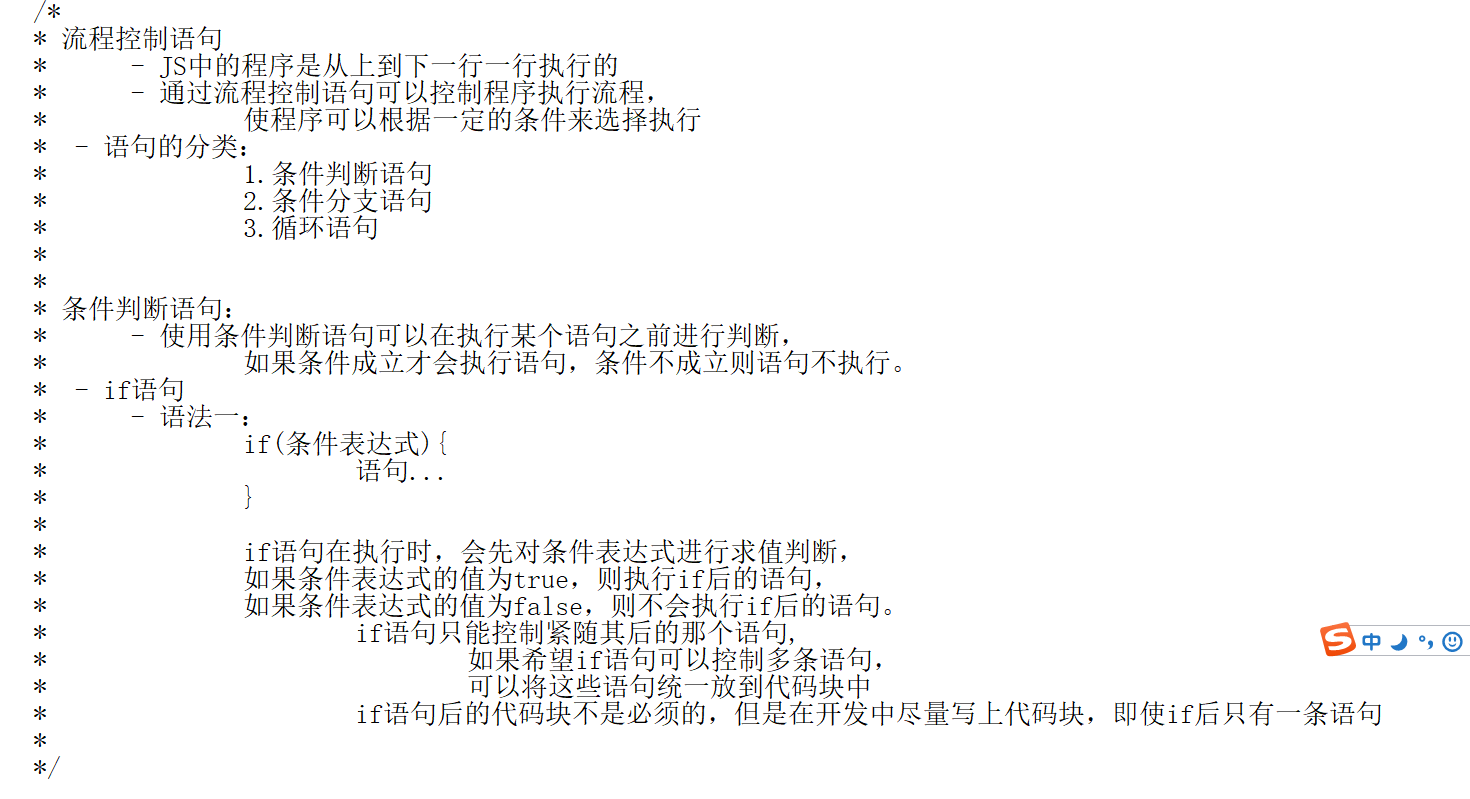 /*
* 流程控制语句
* - JS中的程序是从上到下一行一行执行的
* - 通过流程控制语句可以控制程序执行流程，
* 使程序可以根据一定的条件来选择执行
* - 语句的分类：
* 1.条件判断语句
* 2.条件分支语句
* 3.循环语句
*
*
* 条件判断语句：
* - 使用条件判断语句可以在执行某个语句之前进行判断，
* 如果条件成立才会执行语句，条件不成立则语句不执行。
* - if语句
* - 语法一：
* if(条件表达式){
* 语句...
* }
*
* if语句在执行时，会先对条件表达式进行求值判断，
* 如果条件表达式的值为true，则执行if后的语句，
* 如果条件表达式的值为false，则不会执行if后的语句。
* if语句只能控制紧随其后的那个语句,
* 如果希望if语句可以控制多条语句，
* 可以将这些语句统一放到代码块中
* if语句后的代码块不是必须的，但是在开发中尽量写上代码块，即使if后只有一条语句
*
*/
S 中